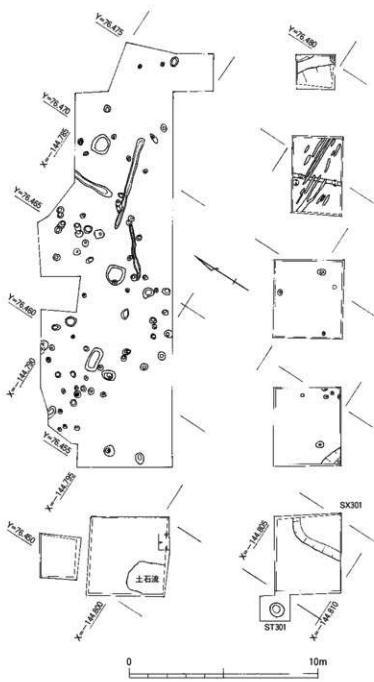 Y=76.475
Y=76.480
Y=76.470
X=-144.785
Y=76.465
Y=76.460
X=-144.790
Y=76.455
X=-144.795
SX301
X=-144.805
Y=76.450
土石流
X=-144.800
ST301
X=-144.810
0
10m